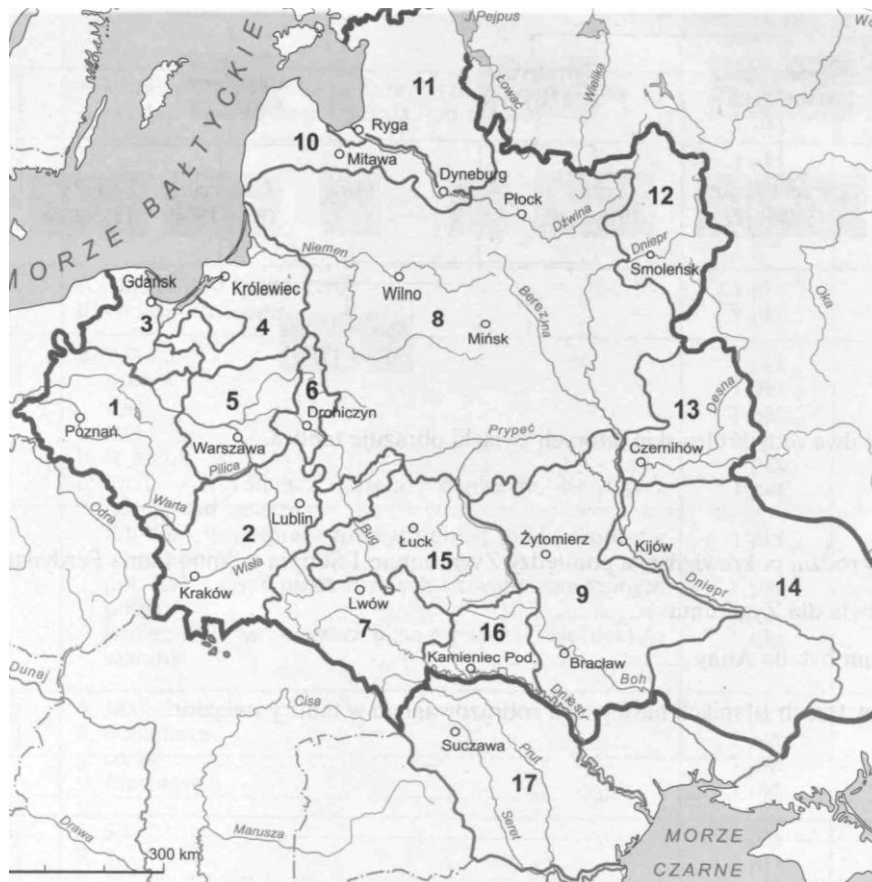 J. Pejpus
Łować
Wielka
11
10
Ryga
Mitawa
Dyneburg
Płock
Dźwina
12
Dniepr
Smoleńsk
MORZE BAŁTYCKIE
Niemen
Gdańsk
Królewiec
Wilno
Berezyna
Oka
3
4
8
Mińsk
1
5
6
13
Desna
Poznań
Droniczyn
Prypeć
Warszawa
Pilica
Czernihów
Warta
Odra
Lublin
2
Bug
Łuck
15
Żytomierz
Kijów
Wisła
Kraków
Lwów
9
Dniepr
14
7
16
Kamieniec Pod.
Bracław
Boh
Dunaj
Cisa
Dniestr
Suczawa
Prut
17
Seret
Drawa
Marusza
300 km
MORZE
CZARNE